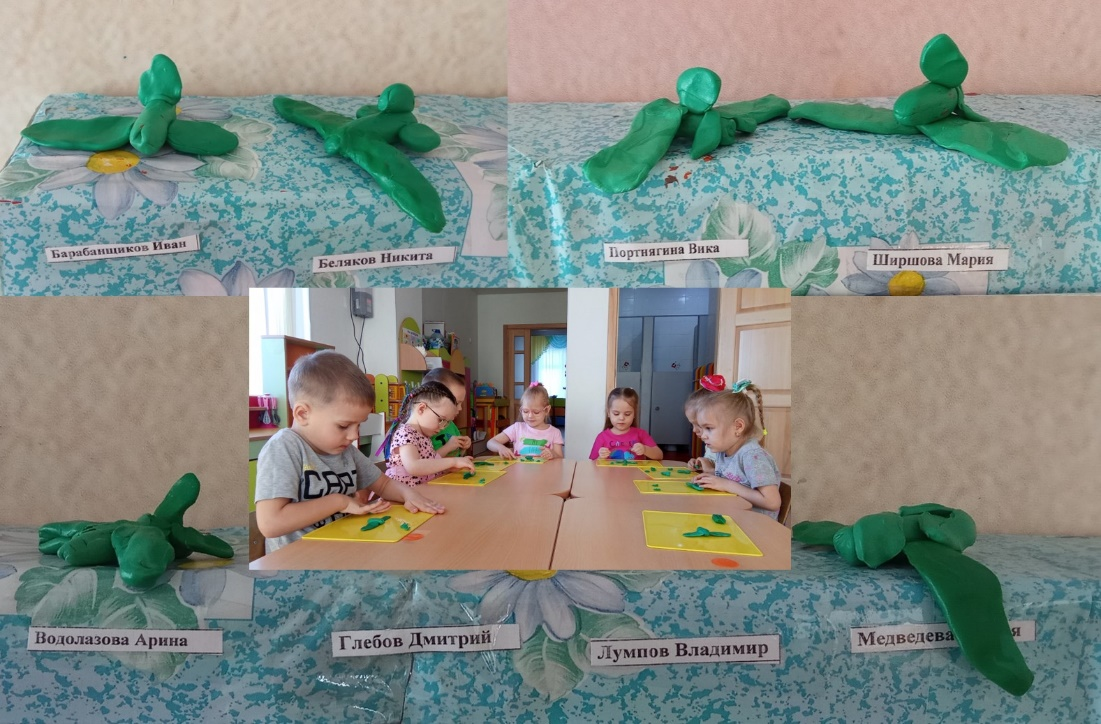 Барабанщиков Иван
Беляков Никита
Портнягина Вика
Ширшова Мария
Водолазова Арина
Глебов Дмитрий
Лумпов Владимир
Медведева